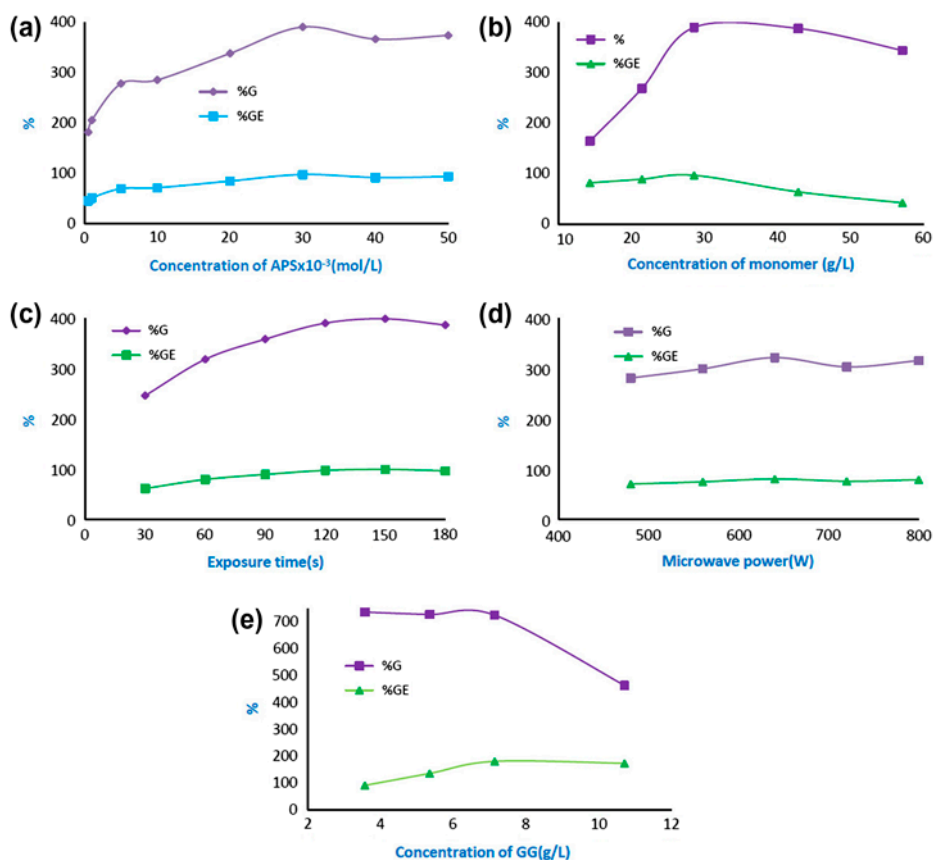 (a)
400
300
200
100
0
%
%G
%GE
0 10 20 30 40 50
Concentration of APSx10⁻³(mol/L)
(b)
400
300
200
100
0
%
%
%GE
10 20 30 40 50 60
Concentration of monomer (g/L)
(c)
400
300
200
100
0
%
%G
%GE
0 30 60 90 120 150 180
Exposure time(s)
(d)
400
300
200
100
0
%
%G
%GE
400 500 600 700 800
Microwave power(W)
(e)
700
600
500
400
300
200
100
0
%
%G
%GE
2 4 6 8 10 12
Concentration of GG(g/L)